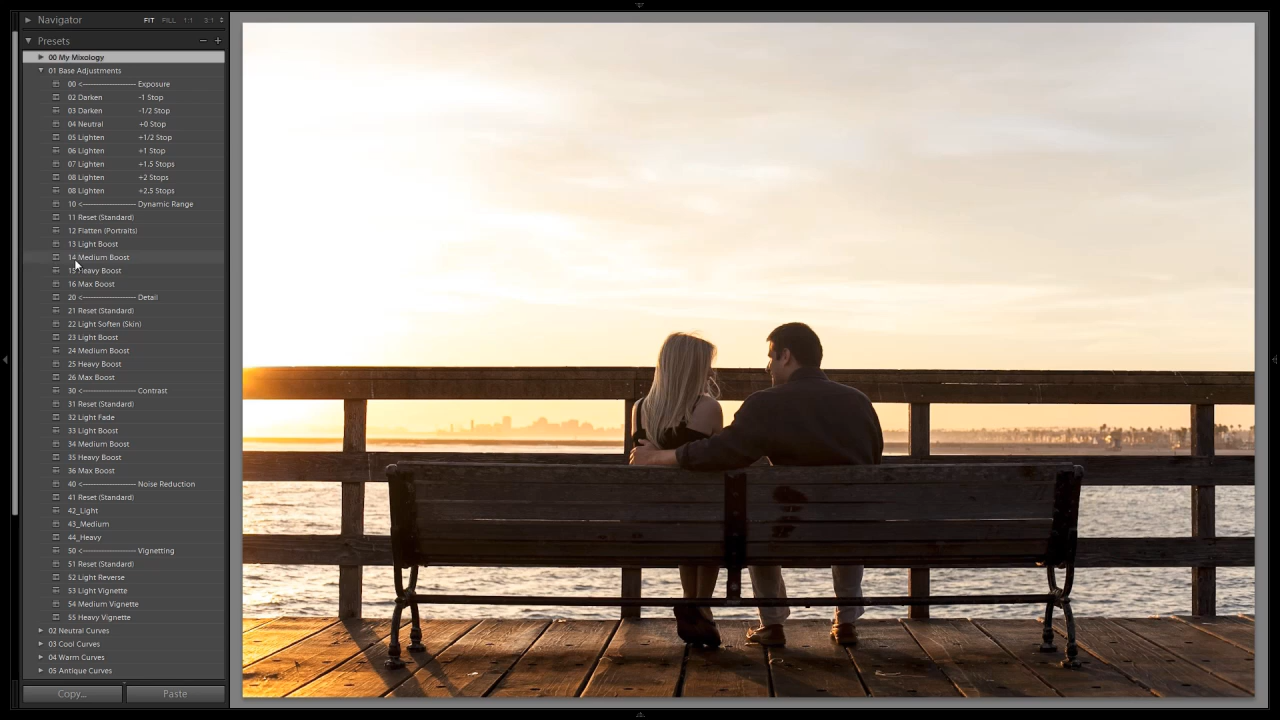 Navigator FIT FILL 1:1 3:1
Presets
00 My Mixology
01 Base Adjustments
00 <-------------- Exposure
02 Darken -1 Stop
03 Darken -1/2 Stop
04 Neutral +0 Stop
05 Lighten +1/2 Stop
06 Lighten +1 Stop
07 Lighten +1.5 Stops
08 Lighten +2 Stops
08 Lighten +2.5 Stops
10 <-------------- Dynamic Range
11 Reset (Standard)
12 Flatten (Portraits)
13 Light Boost
14 Medium Boost
15 Heavy Boost
16 Max Boost
20 <-------------- Detail
21 Reset (Standard)
22 Light Soften (Skin)
23 Light Boost
24 Medium Boost
25 Heavy Boost
26 Max Boost
30 <-------------- Contrast
31 Reset (Standard)
32 Light Fade
33 Light Boost
34 Medium Boost
35 Heavy Boost
36 Max Boost
40 <-------------- Noise Reduction
41 Reset (Standard)
42_Light
43_Medium
44_Heavy
50 <-------------- Vignetting
51 Reset (Standard)
52 Light Reverse
53 Light Vignette
54 Medium Vignette
55 Heavy Vignette
02 Neutral Curves
03 Cool Curves
04 Warm Curves
05 Antique Curves
Copy... Paste